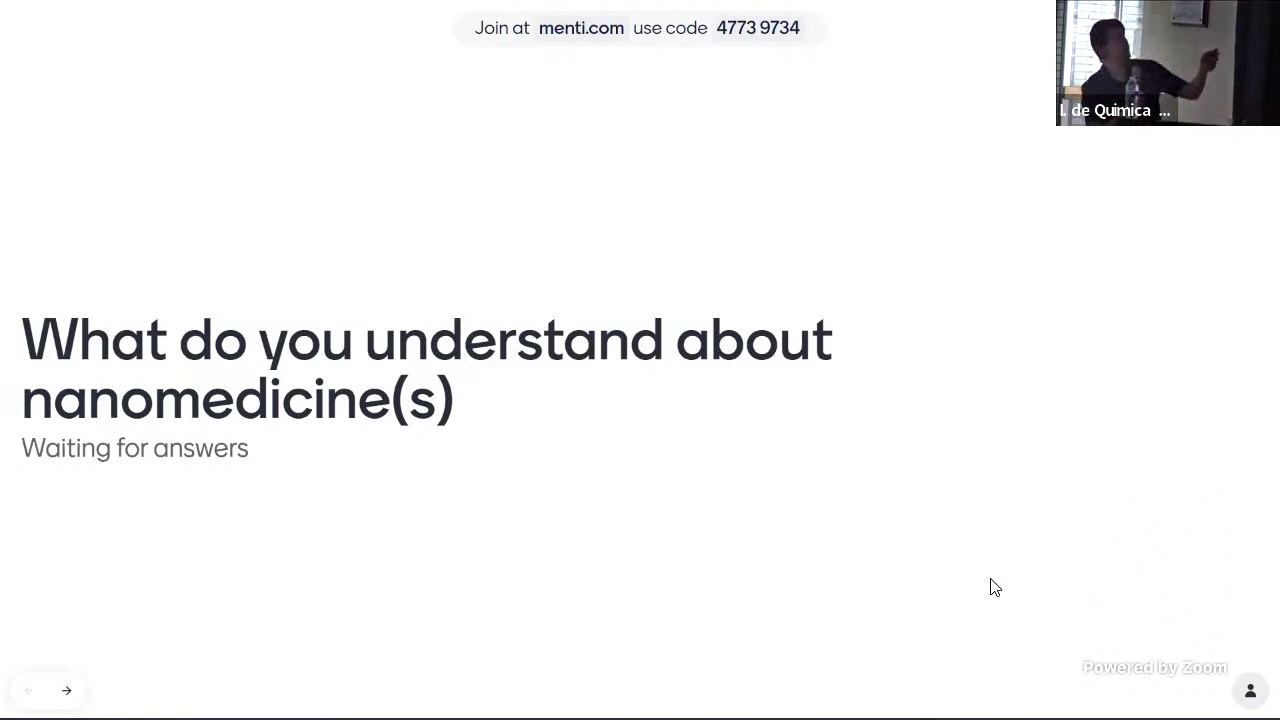 Join at menti.com use code 4773 9734
I. de Quimica ...
What do you understand about
nanomedicine(s)
Waiting for answers
Powered by Zoom